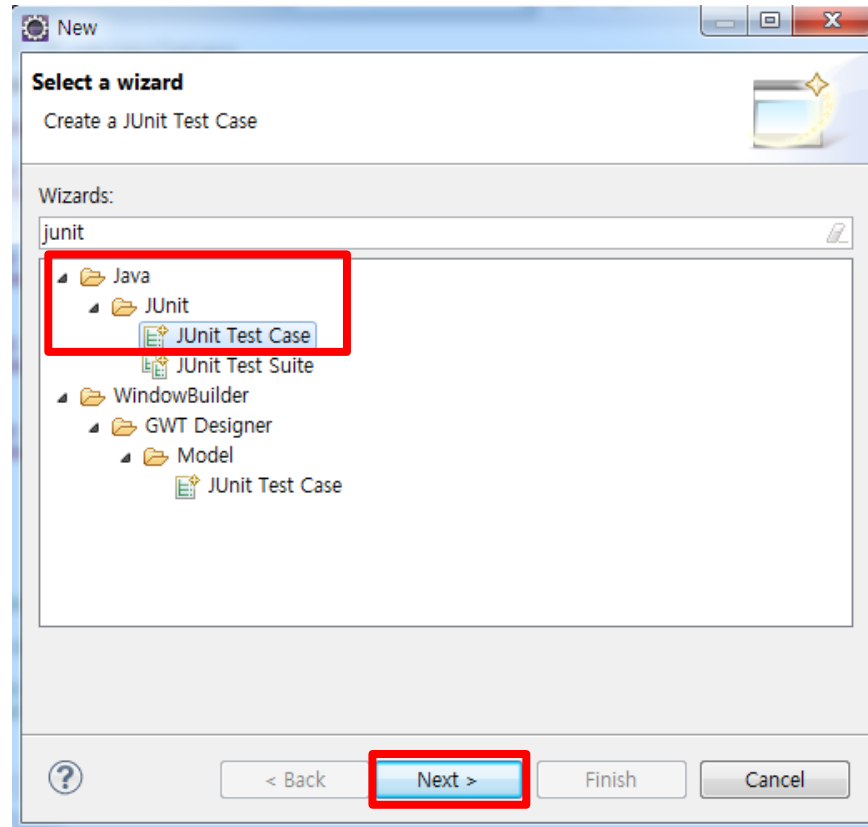 New
Select a wizard
Create a JUnit Test Case
Wizards:
junit
Java
JUnit
JUnit Test Case
JUnit Test Suite
WindowBuilder
GWT Designer
Model
JUnit Test Case
< Back Next > Finish Cancel